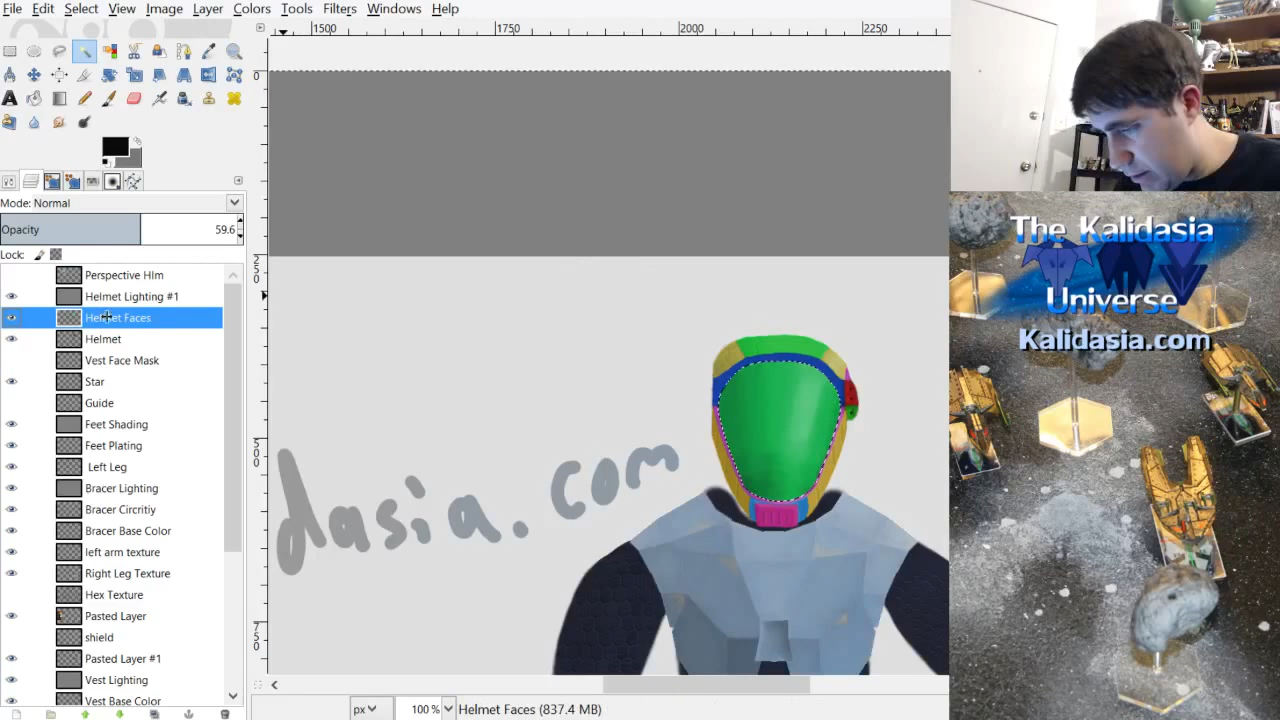 File Edit Select View Image Layer Colors Tools Filters Windows Help
1500 1750 2000 2250
Mode: Normal
Opacity 59.6
Lock:
Perspective Hlm
Helmet Lighting #1
Helmet Faces
Helmet
Vest Face Mask
Star
Guide
Feet Shading
Feet Plating
Left Leg
Bracer Lighting
Bracer Circritiy
Bracer Base Color
left arm texture
Right Leg Texture
Hex Texture
Pasted Layer
shield
Pasted Layer #1
Vest Lighting
Vest Base Color
0
250
500
750
dasia.com
px 100 % Helmet Faces (837.4 MB)
The Kalidasia
Universe
Kalidasia.com